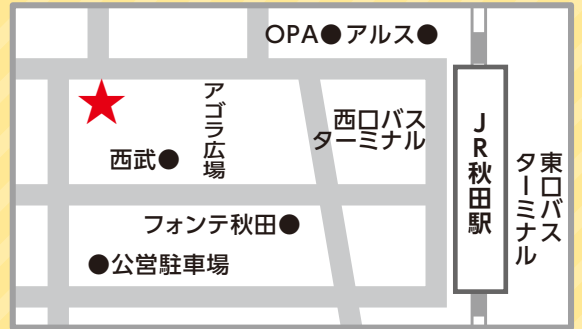 OPA●アルス●
アゴラ広場
西口バス
ターミナル
西武●
JR秋田駅
東口バス
ターミナル
フォンテ秋田●
●公営駐車場